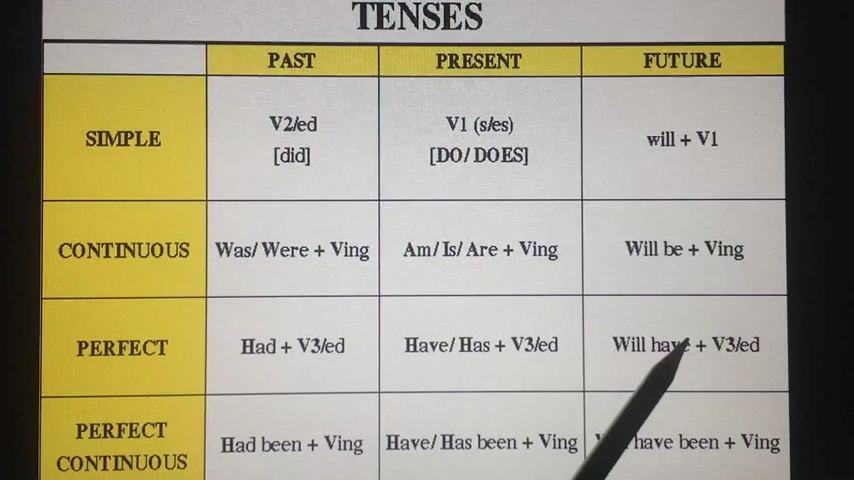 TENSES
PAST PRESENT FUTURE
SIMPLE
V2/ed
[did]
V1 (s/es)
[DO/ DOES]
will + V1
CONTINUOUS
Was/ Were + Ving
Am/ Is/ Are + Ving
Will be + Ving
PERFECT
Had + V3/ed
Have/ Has + V3/ed
Will have + V3/ed
PERFECT
CONTINUOUS
Had been + Ving
Have/ Has been + Ving
have been + Ving